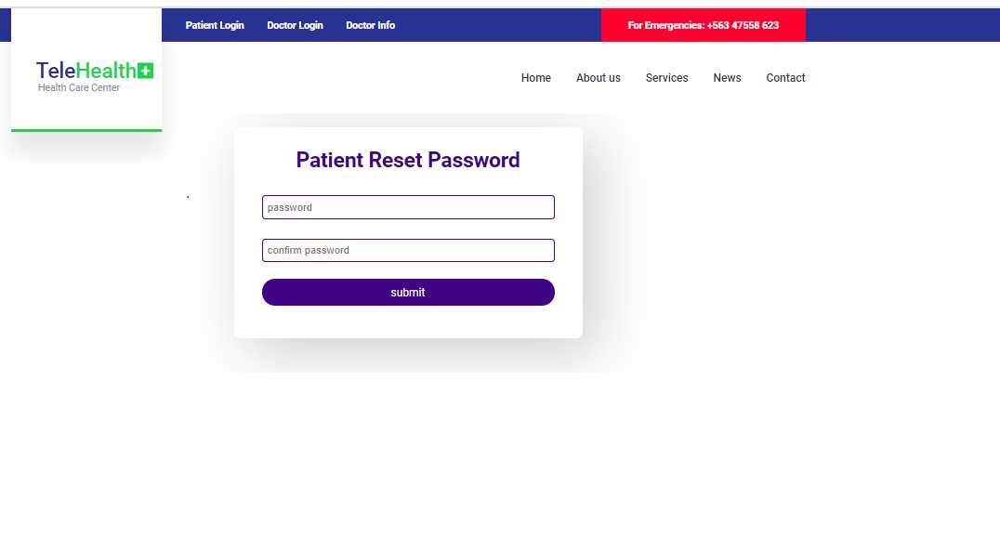 Patient Login Doctor Login Doctor Info For Emergencies: +563 47558 623
TeleHealth
Health Care Center
Home About us Services News Contact
Patient Reset Password
.
password
confirm password
submit